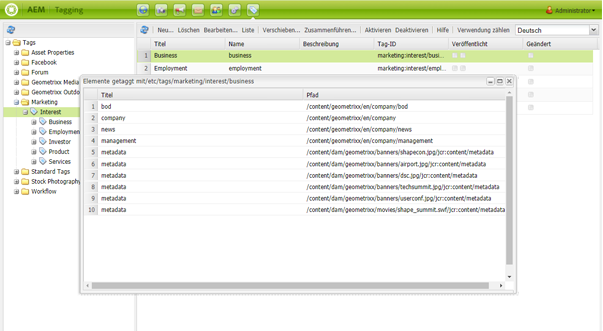 AEM Tagging Administrator
Neu... Löschen Bearbeiten... Liste Verschieben... Zusammenführen... Aktivieren Deaktivieren Hilfe Verwendung zählen Deutsch
Titel Name Beschreibung Tag-ID Veröffentlicht Geändert
1 Business business marketing:interest/busi...
2 Employment employment marketing:interest/empl...
Tags
Asset Properties
Facebook
Forum
Geometrixx Media
Geometrixx Outdo
Marketing
Interest
Business
Employmen
Investor
Product
Services
Standard Tags
Stock Photography
Workflow
Elemente getaggt mit/etc/tags/marketing/interest/business
Titel Pfad
1 bod /content/geometrixx/en/company/bod
2 company /content/geometrixx/en/company
3 news /content/geometrixx/en/company/news
4 management /content/geometrixx/en/company/management
5 metadata /content/dam/geometrixx/banners/shapecon.jpg/jcr:content/metadata
6 metadata /content/dam/geometrixx/banners/airport.jpg/jcr:content/metadata
7 metadata /content/dam/geometrixx/banners/dsc.jpg/jcr:content/metadata
8 metadata /content/dam/geometrixx/banners/techsummit.jpg/jcr:content/metadata
9 metadata /content/dam/geometrixx/banners/userconf.jpg/jcr:content/metadata
10 metadata /content/dam/geometrixx/movies/shape_summit.swf/jcr:content/metadata